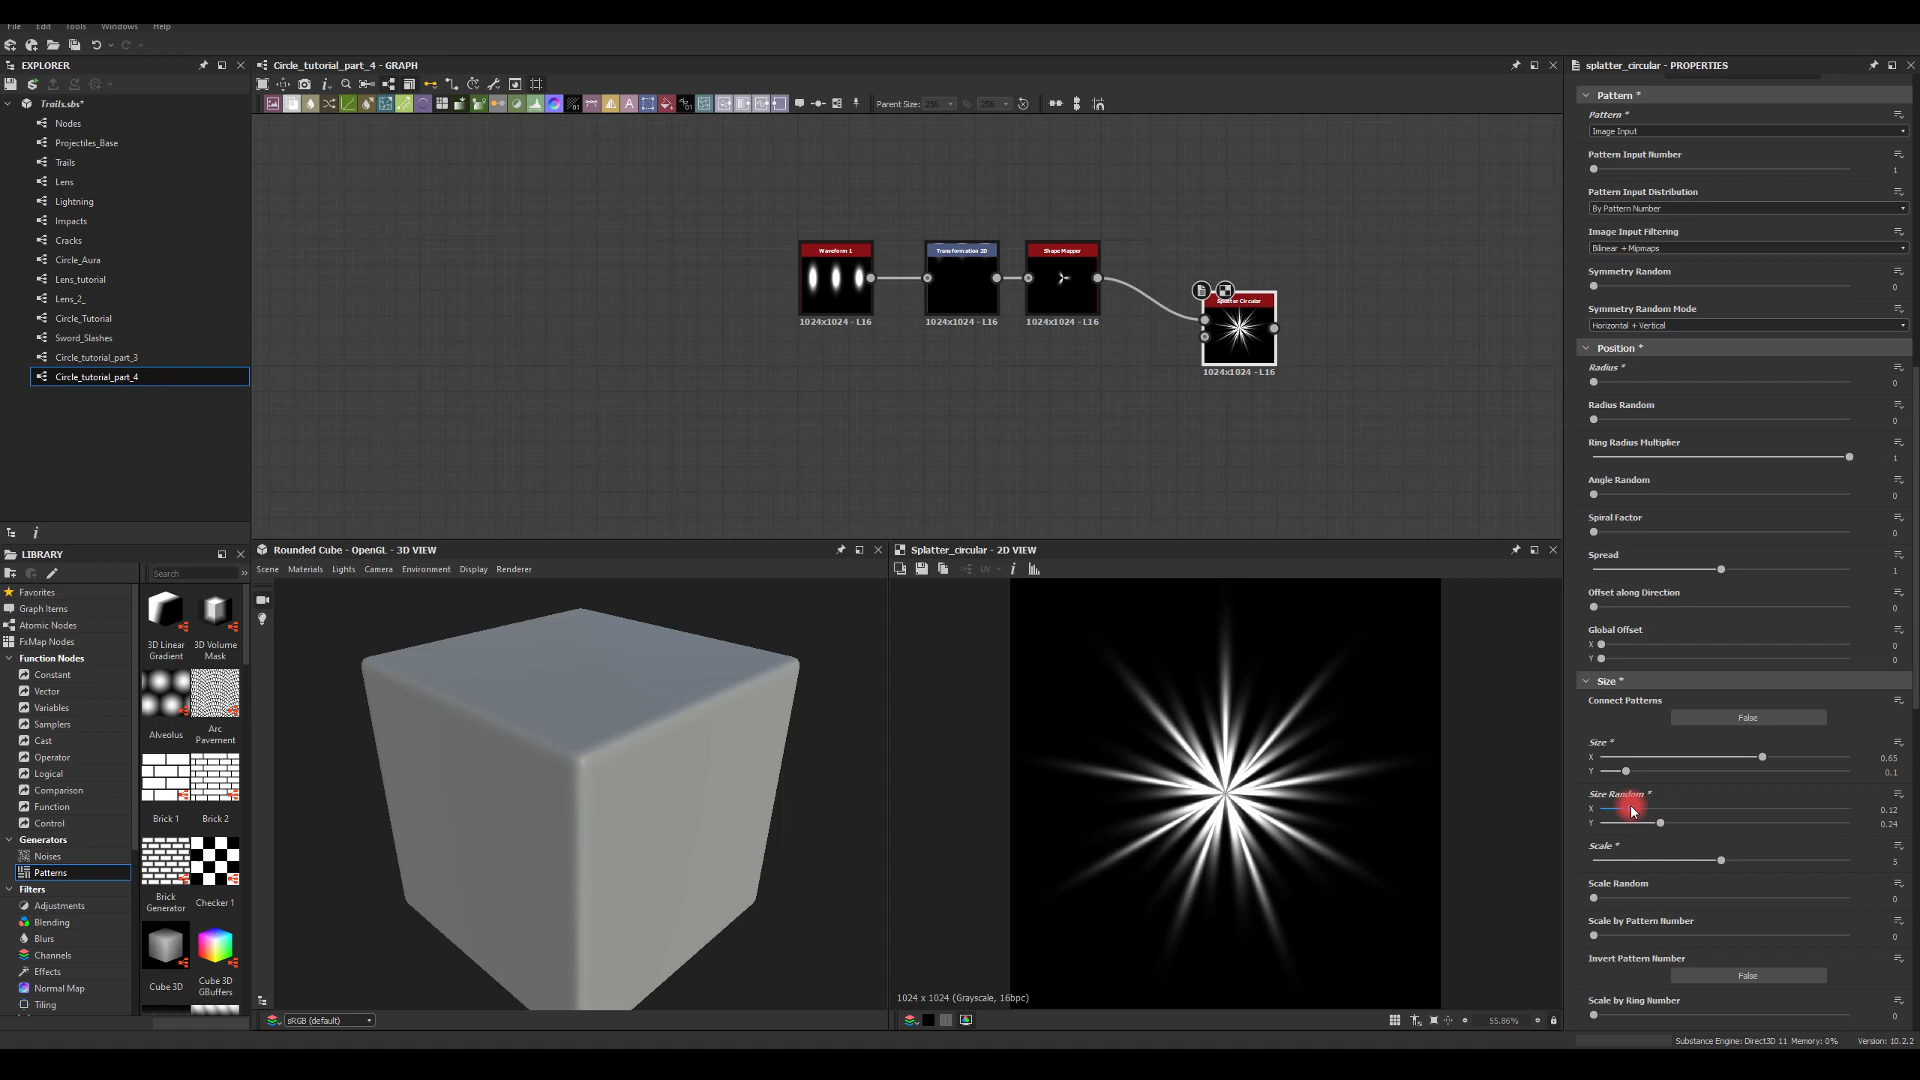 File Edit Tools Windows Help
EXPLORER
Trails.sbs*
Nodes
Projectiles_Base
Trails
Lens
Lightning
Impacts
Cracks
Circle_Aura
Lens_tutorial
Lens_2_
Circle_Tutorial
Sword_Slashes
Circle_tutorial_part_3
Circle_tutorial_part_4
LIBRARY
Search
Favorites
Graph Items
Atomic Nodes
FxMap Nodes
Function Nodes
Constant
Vector
Variables
Samplers
Cast
Operator
Logical
Comparison
Function
Control
Generators
Noises
Patterns
Filters
Adjustments
Blending
Blurs
Channels
Effects
Normal Map
Tiling
3D Linear Gradient
3D Volume Mask
Alveolus
Arc Pavement
Brick 1
Brick 2
Brick Generator
Checker 1
Cube 3D
Cube 3D GBuffers
Circle_tutorial_part_4 - GRAPH
Parent Size: 256 256
Waveform 1
1024x1024 - L16
Transformation 2D
1024x1024 - L16
Shape Mapper
1024x1024 - L16
Splatter Circular
1024x1024 - L16
Rounded Cube - OpenGL - 3D VIEW
Scene Materials Lights Camera Environment Display Renderer
sRGB (default)
Splatter_circular - 2D VIEW
UV
1024 x 1024 (Grayscale, 16bpc)
55.86%
splatter_circular - PROPERTIES
Pattern *
Pattern *
Image Input
Pattern Input Number
1
Pattern Input Distribution
By Pattern Number
Image Input Filtering
Bilinear + Mipmaps
Symmetry Random
0
Symmetry Random Mode
Horizontal + Vertical
Position *
Radius *
0
Radius Random
0
Ring Radius Multiplier
1
Angle Random
0
Spiral Factor
0
Spread
1
Offset along Direction
0
Global Offset
X 0
Y 0
Size *
Connect Patterns
False
Size *
X 0.65
Y 0.1
Size Random *
X 0.12
Y 0.24
Scale *
5
Scale Random
0
Scale by Pattern Number
0
Invert Pattern Number
False
Scale by Ring Number
0
Substance Engine: Direct3D 11 Memory: 0% Version: 10.2.2